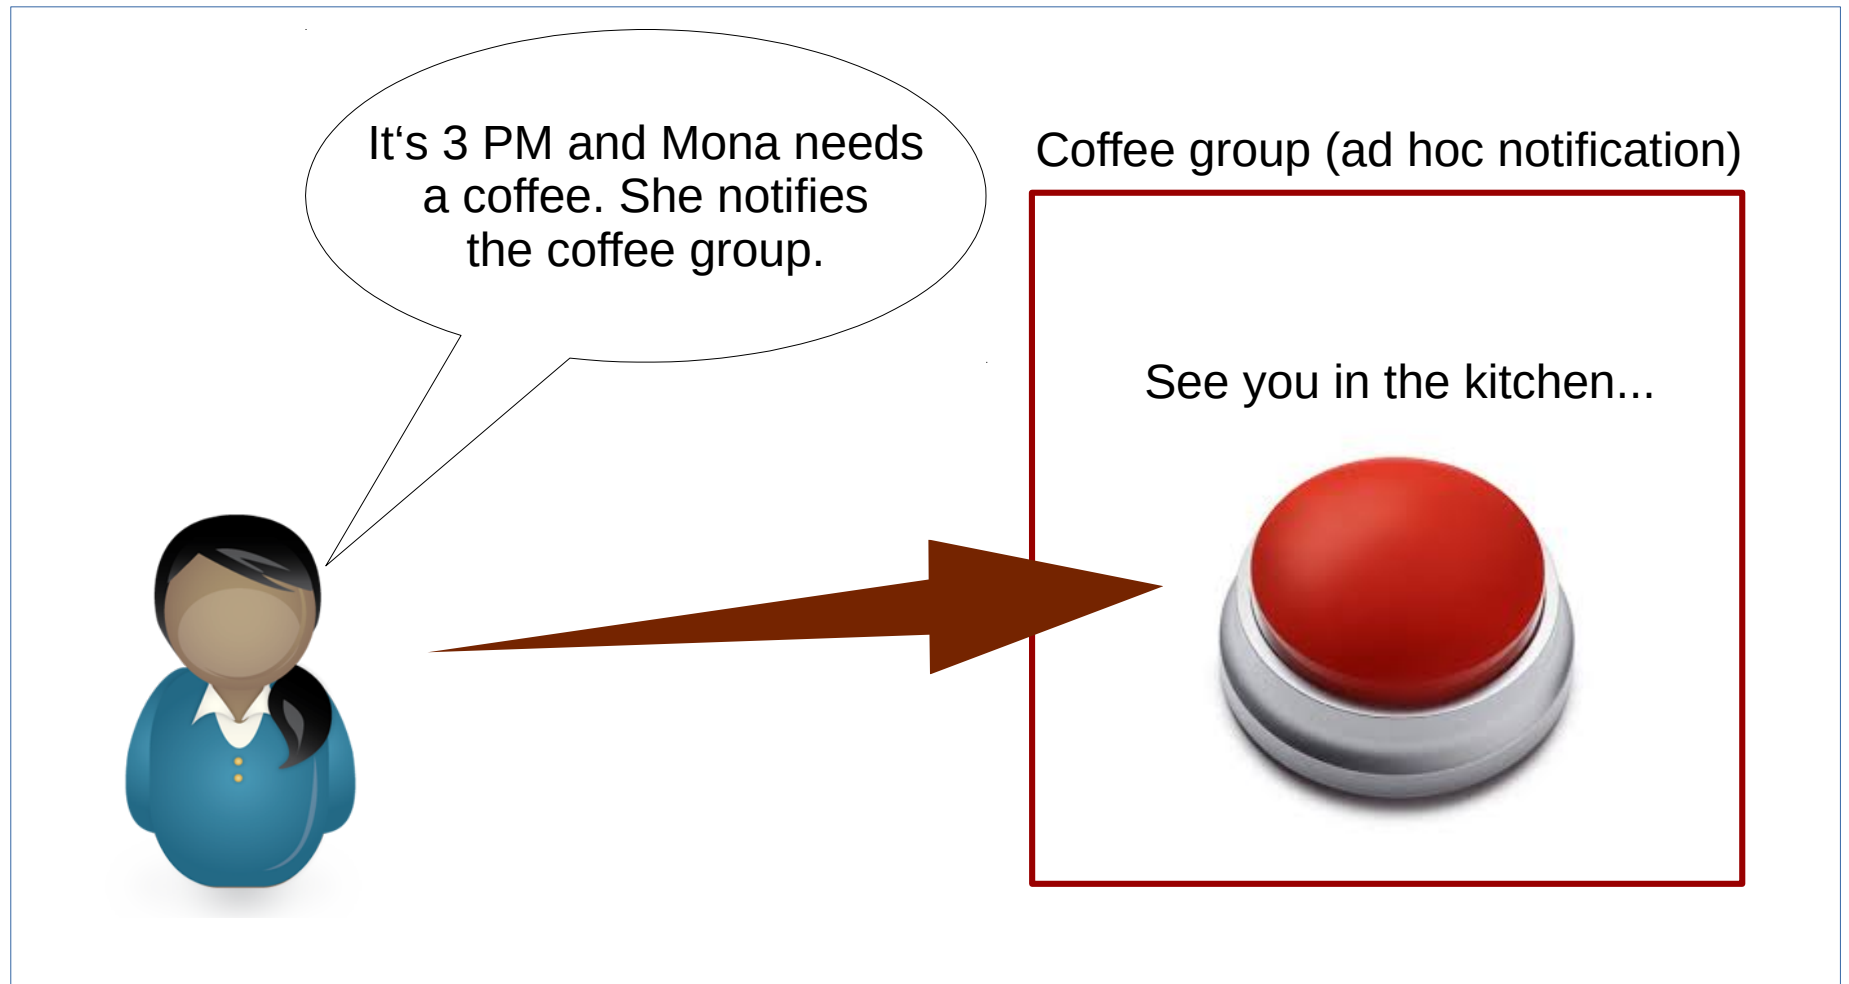 It‘s 3 PM and Mona needs
a coffee. She notifies
the coffee group.
Coffee group (ad hoc notification)
See you in the kitchen...